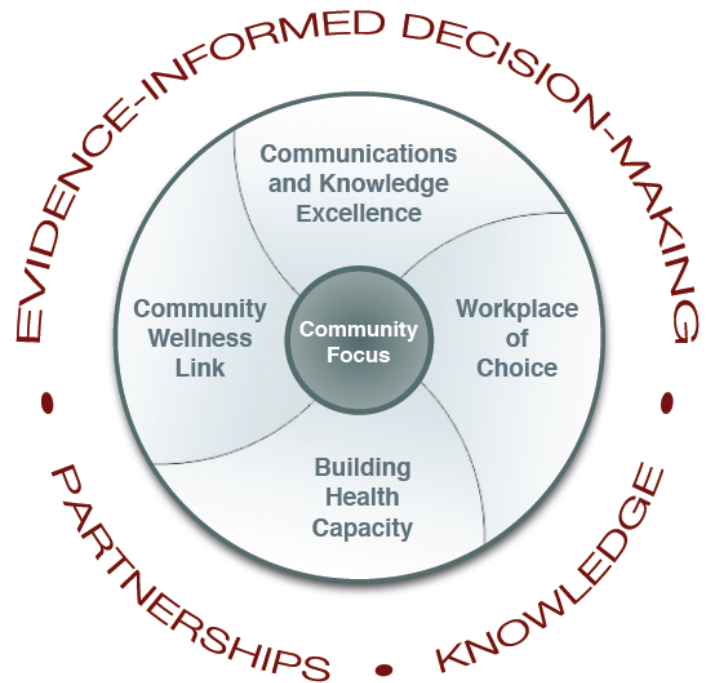 EVIDENCE-INFORMED DECISION-MAKING
Communications
and Knowledge
Excellence
Community
Wellness
Link
Community
Focus
Workplace
of
Choice
Building
Health
Capacity
• PARTNERSHIPS • KNOWLEDGE •